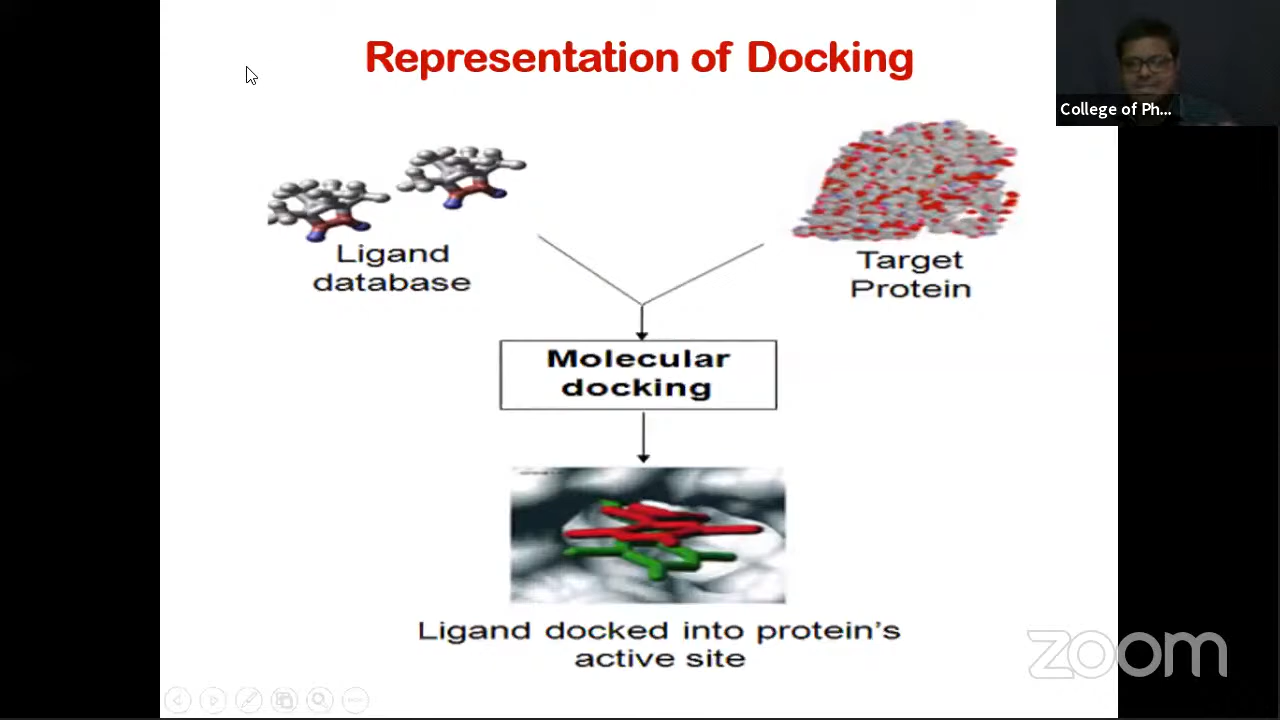 Representation of Docking
College of Ph...
Ligand
database
Target
Protein
Molecular
docking
Ligand docked into protein's
active site
zoom